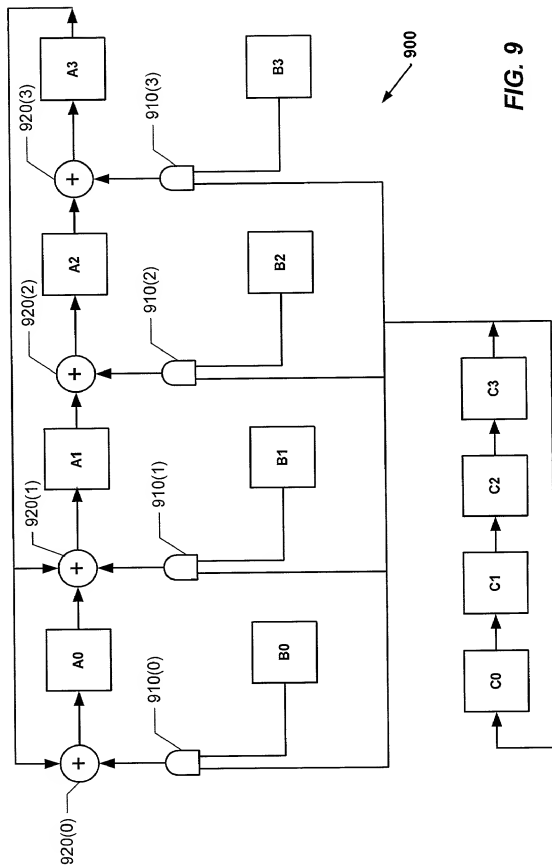 920(0)
920(1)
920(2)
920(3)
+
+
+
+
A0
A1
A2
A3
910(0)
910(1)
910(2)
910(3)
B0
B1
B2
B3
900
C0
C1
C2
C3
FIG. 9